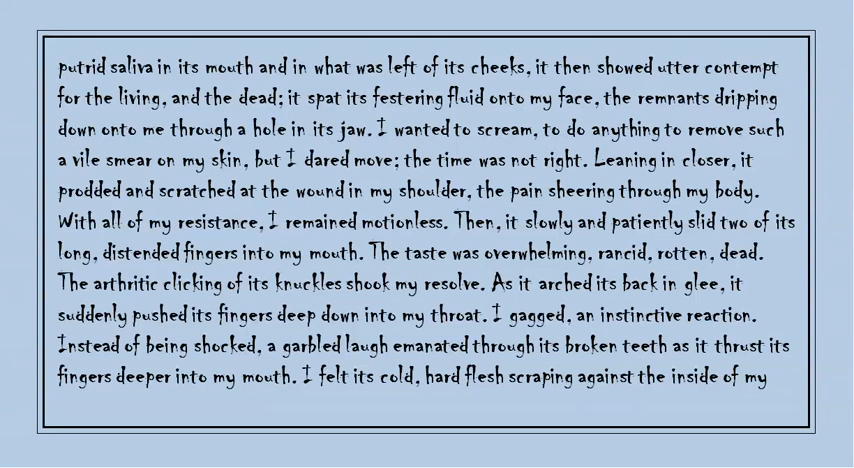 putrid saliva in its mouth and in what was left of its cheeks, it then showed utter contempt
for the living, and the dead; it spat its festering fluid onto my face, the remnants dripping
down onto me through a hole in its jaw. I wanted to scream, to do anything to remove such
a vile smear on my skin, but I dared move; the time was not right. Leaning in closer, it
prodded and scratched at the wound in my shoulder, the pain sheering through my body.
With all of my resistance, I remained motionless. Then, it slowly and patiently slid two of its
long, distended fingers into my mouth. The taste was overwhelming, rancid, rotten, dead.
The arthritic clicking of its knuckles shook my resolve. As it arched its back in glee, it
suddenly pushed its fingers deep down into my throat. I gagged, an instinctive reaction.
Instead of being shocked, a garbled laugh emanated through its broken teeth as it thrust its
fingers deeper into my mouth. I felt its cold, hard flesh scraping against the inside of my